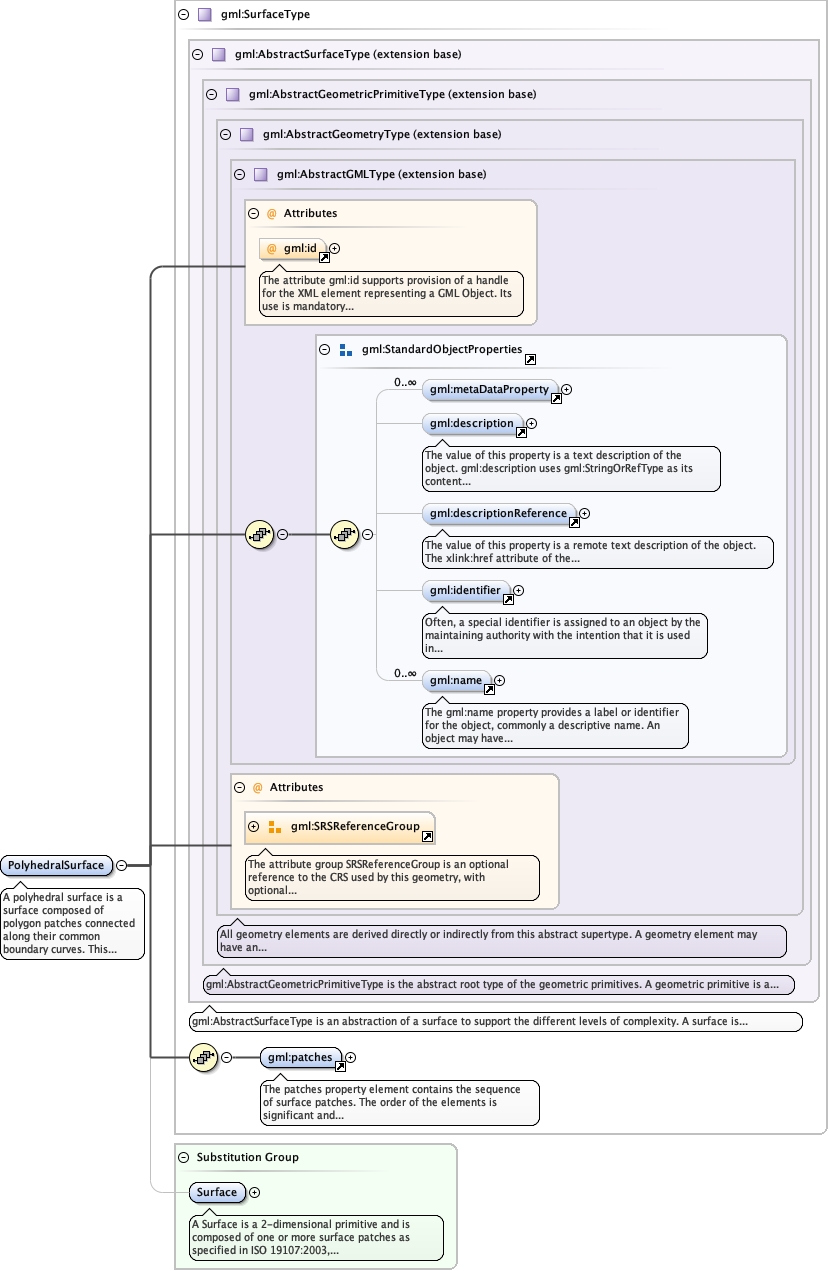 gml:SurfaceType
gml:AbstractSurfaceType (extension base)
gml:AbstractGeometricPrimitiveType (extension base)
gml:AbstractGeometryType (extension base)
gml:AbstractGMLType (extension base)
@ Attributes
@ gml:id
The attribute gml:id supports provision of a handle
for the XML element representing a GML Object. Its
use is mandatory...
gml:StandardObjectProperties
0..∞
gml:metaDataProperty
gml:description
The value of this property is a text description of the
object. gml:description uses gml:StringOrRefType as its
content...
gml:descriptionReference
The value of this property is a remote text description of the object.
The xlink:href attribute of the...
gml:identifier
Often, a special identifier is assigned to an object by the
maintaining authority with the intention that it is used
in...
0..∞
gml:name
The gml:name property provides a label or identifier
for the object, commonly a descriptive name. An
object may have...
@ Attributes
gml:SRSReferenceGroup
The attribute group SRSReferenceGroup is an optional
reference to the CRS used by this geometry, with
optional...
PolyhedralSurface
A polyhedral surface is a
surface composed of
polygon patches connected
along their common
boundary curves. This...
All geometry elements are derived directly or indirectly from this abstract supertype. A geometry element may
have an...
gml:AbstractGeometricPrimitiveType is the abstract root type of the geometric primitives. A geometric primitive is a...
gml:AbstractSurfaceType is an abstraction of a surface to support the different levels of complexity. A surface is...
gml:patches
The patches property element contains the sequence
of surface patches. The order of the elements is
significant and...
Substitution Group
Surface
A Surface is a 2-dimensional primitive and is
composed of one or more surface patches as
specified in ISO 19107:2003,...